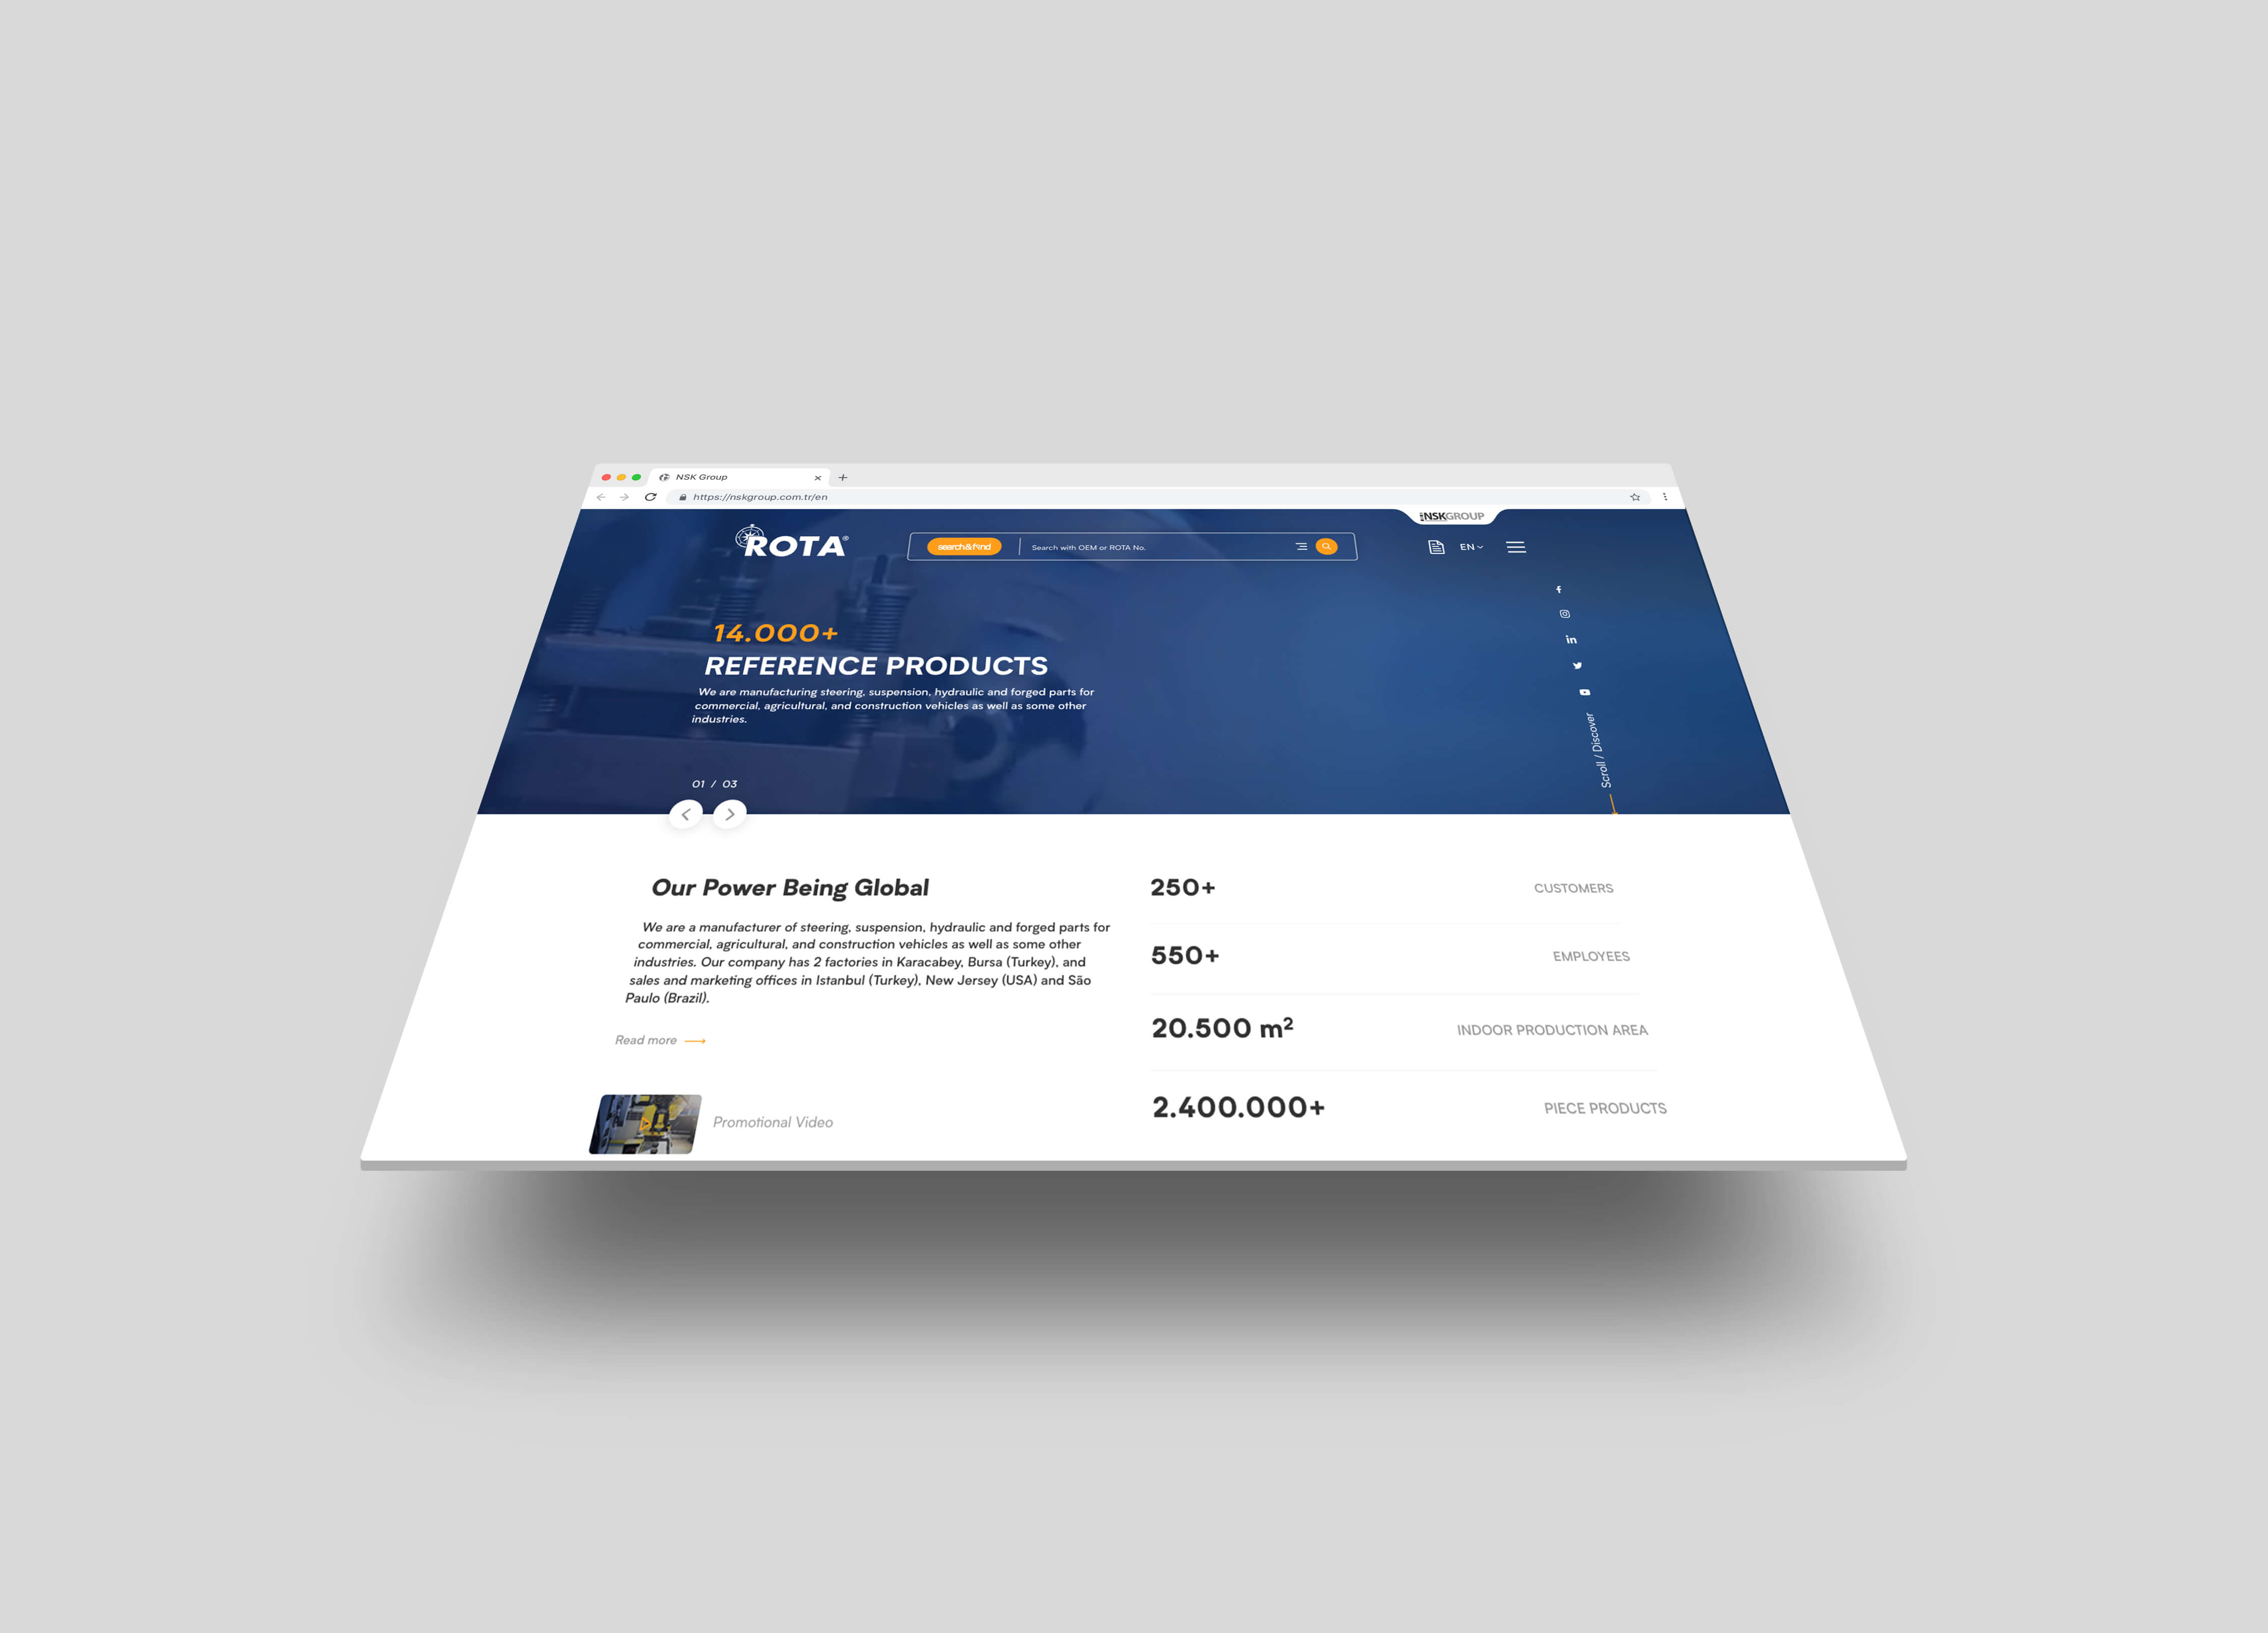 NSK Group
https://nskgroup.com.tr/en
NSKGROUP
ROTA®
search&find
Search with OEM or ROTA No.
EN
14.000+
REFERENCE PRODUCTS
We are manufacturing steering, suspension, hydraulic and forged parts for
commercial, agricultural, and construction vehicles as well as some other
industries.
Scroll / Discover
01 / 03
Our Power Being Global
We are a manufacturer of steering, suspension, hydraulic and forged parts for
commercial, agricultural, and construction vehicles as well as some other
industries. Our company has 2 factories in Karacabey, Bursa (Turkey), and
sales and marketing offices in Istanbul (Turkey), New Jersey (USA) and São
Paulo (Brazil).
Read more
Promotional Video
250+ CUSTOMERS
550+ EMPLOYEES
20.500 m² INDOOR PRODUCTION AREA
2.400.000+ PIECE PRODUCTS